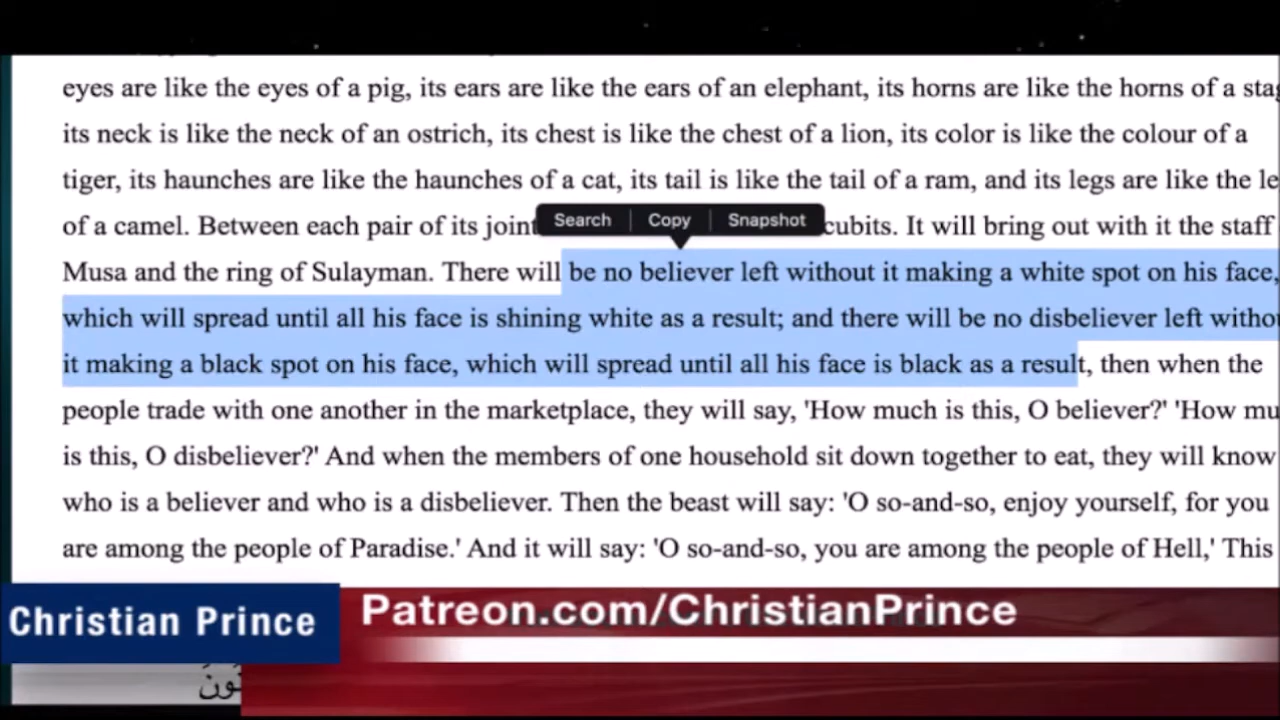 eyes are like the eyes of a pig, its ears are like the ears of an elephant, its horns are like the horns of a stag
its neck is like the neck of an ostrich, its chest is like the chest of a lion, its color is like the colour of a
tiger, its haunches are like the haunches of a cat, its tail is like the tail of a ram, and its legs are like the
Search Copy Snapshot
of a camel. Between each pair of its joint cubits. It will bring out with it the staff
Musa and the ring of Sulayman. There will be no believer left without it making a white spot on his face,
which will spread until all his face is shining white as a result; and there will be no disbeliever left
it making a black spot on his face, which will spread until all his face is black as a result, then when the
people trade with one another in the marketplace, they will say, 'How much is this, O believer?' 'How
is this, O disbeliever?' And when the members of one household sit down together to eat, they will know
who is a believer and who is a disbeliever. Then the beast will say: 'O so-and-so, enjoy yourself, for you
are among the people of Paradise.' And it will say: 'O so-and-so, you are among the people of Hell,' This
Christian Prince
Patreon.com/ChristianPrince